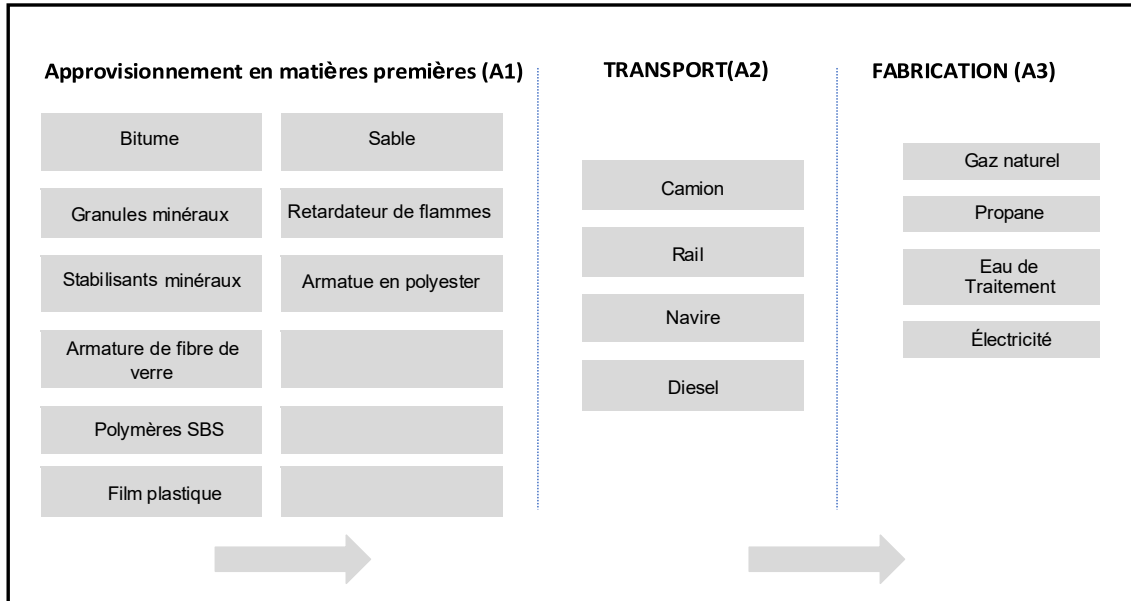 Approvisionnement en matières premières (A1)
Bitume
Sable
Granules minéraux
Retardateur de flammes
Stabilisants minéraux
Armatue en polyester
Armature de fibre de
verre
Polymères SBS
Film plastique
TRANSPORT(A2)
Camion
Rail
Navire
Diesel
FABRICATION (A3)
Gaz naturel
Propane
Eau de
Traitement
Électricité